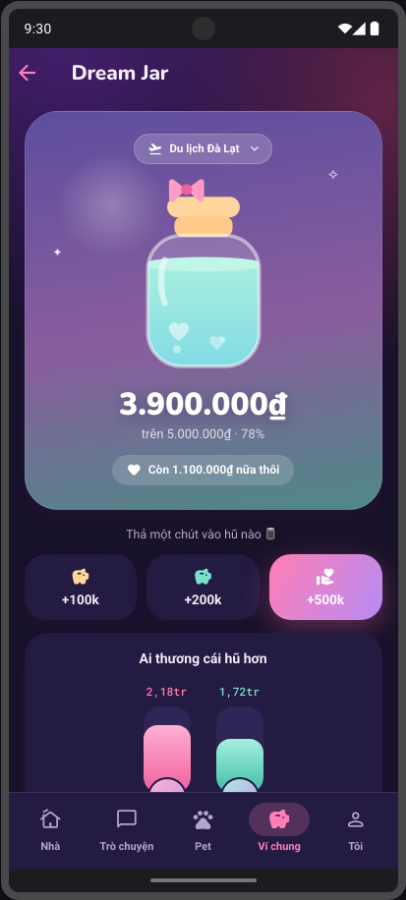 9:30
Dream Jar
Du lịch Đà Lạt
3.900.000₫
trên 5.000.000₫ · 78%
Còn 1.100.000₫ nữa thôi
Thả một chút vào hũ nào
+100k
+200k
+500k
Ai thương cái hũ hơn
2,18tr
1,72tr
Nhà
Trò chuyện
Pet
Ví chung
Tôi